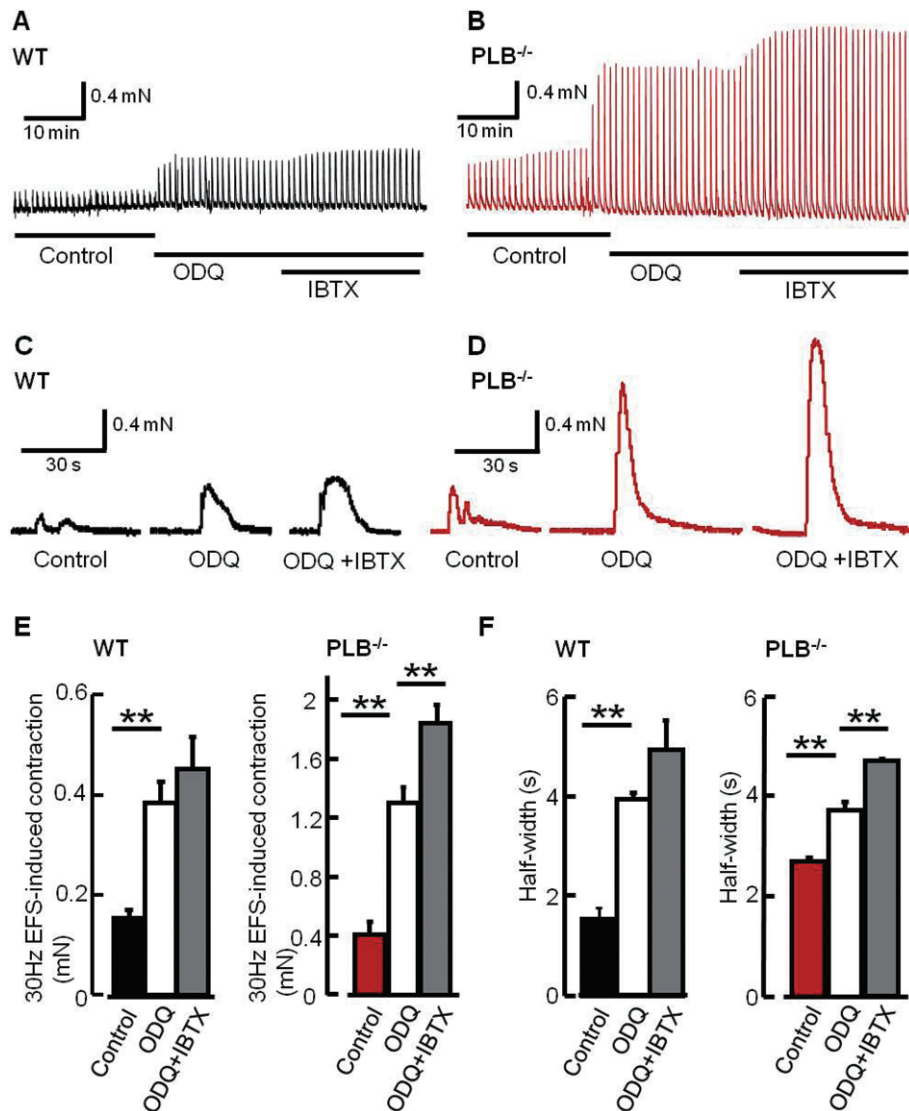 A
WT
0.4 mN
10 min
Control
ODQ
IBTX
B
PLB-/-
0.4 mN
10 min
Control
ODQ
IBTX
C
WT
0.4 mN
30 s
Control
ODQ
ODQ +IBTX
D
PLB-/-
0.4 mN
30 s
Control
ODQ
ODQ +IBTX
E
WT
30Hz EFS-induced contraction
(mN)
0.6
0.4
0.2
0
**
Control
ODQ
ODQ+IBTX
PLB-/-
30Hz EFS-induced contraction
(mN)
2
1.6
1.2
0.8
0.4
0
**
**
Control
ODQ
ODQ+IBTX
F
WT
Half-width (s)
6
4
2
0
**
Control
ODQ
ODQ+IBTX
PLB-/-
Half-width (s)
6
4
2
0
**
**
Control
ODQ
ODQ+IBTX